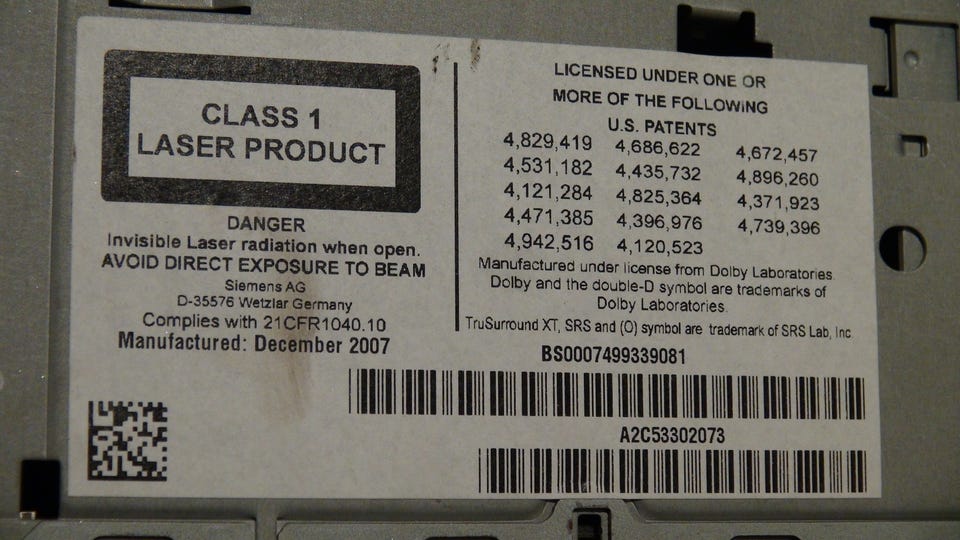 CLASS 1
LASER PRODUCT
DANGER
Invisible Laser radiation when open.
AVOID DIRECT EXPOSURE TO BEAM
Siemens AG
D-35576 Wetzlar Germany
Complies with 21CFR1040.10
Manufactured: December 2007
LICENSED UNDER ONE OR
MORE OF THE FOLLOWING
U.S. PATENTS
4,829,419 4,686,622 4,672,457
4,531,182 4,435,732 4,896,260
4,121,284 4,825,364 4,371,923
4,471,385 4,396,976 4,739,396
4,942,516 4,120,523
Manufactured under license from Dolby Laboratories.
Dolby and the double-D symbol are trademarks of
Dolby Laboratories.
TruSurround XT, SRS and (O) symbol are trademark of SRS Lab, Inc.
BS0007499339081
A2C53302073